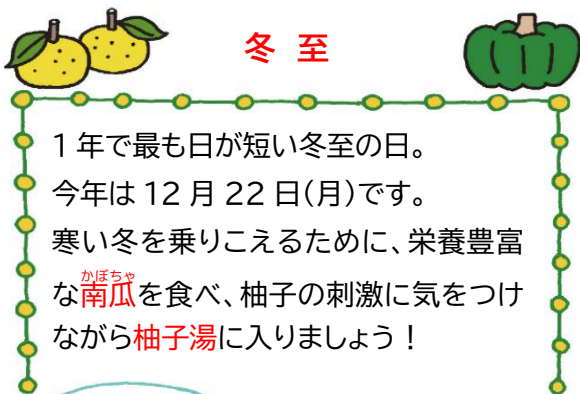 冬 至
1年で最も日が短い冬至の日。
今年は12月22日(月)です。
寒い冬を乗りこえるために、栄養豊富
かぼちゃ
な南瓜を食べ、柚子の刺激に気をつけ
ながら柚子湯に入りましょう！